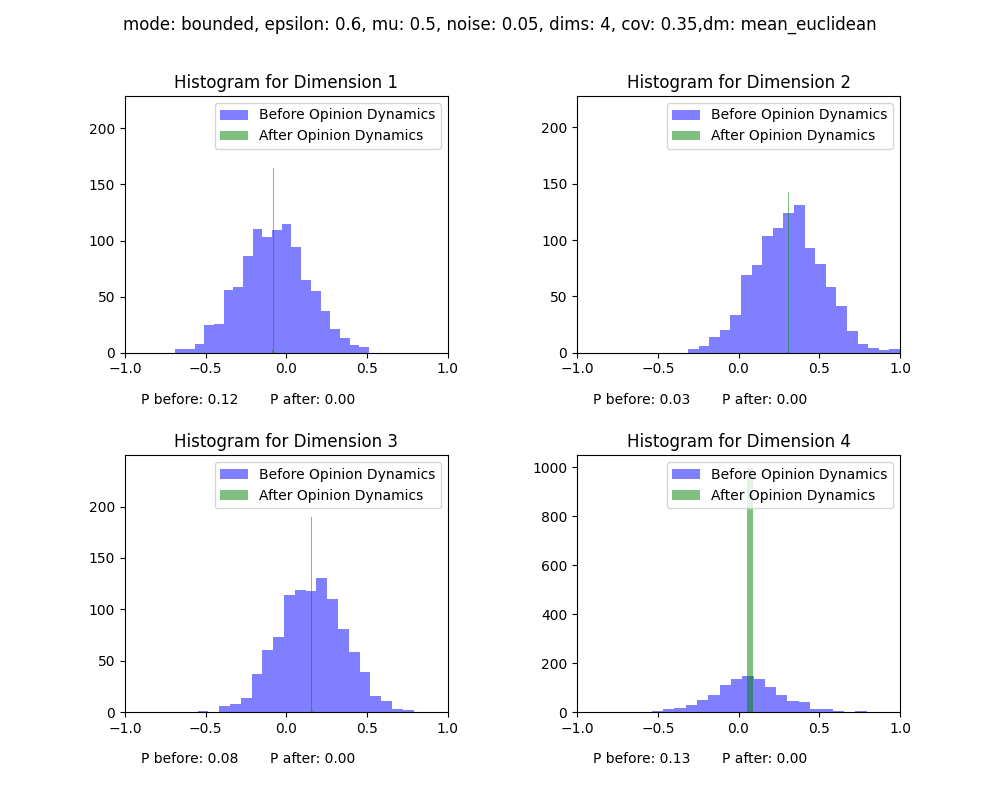 mode: bounded, epsilon: 0.6, mu: 0.5, noise: 0.05, dims: 4, cov: 0.35,dm: mean_euclidean
Histogram for Dimension 1
Before Opinion Dynamics
After Opinion Dynamics
200
150
100
50
0
−1.0 −0.5 0.0 0.5 1.0
P before: 0.12 P after: 0.00
Histogram for Dimension 2
Before Opinion Dynamics
After Opinion Dynamics
200
150
100
50
0
−1.0 −0.5 0.0 0.5 1.0
P before: 0.03 P after: 0.00
Histogram for Dimension 3
Before Opinion Dynamics
After Opinion Dynamics
200
150
100
50
0
−1.0 −0.5 0.0 0.5 1.0
P before: 0.08 P after: 0.00
Histogram for Dimension 4
Before Opinion Dynamics
After Opinion Dynamics
1000
800
600
400
200
0
−1.0 −0.5 0.0 0.5 1.0
P before: 0.13 P after: 0.00